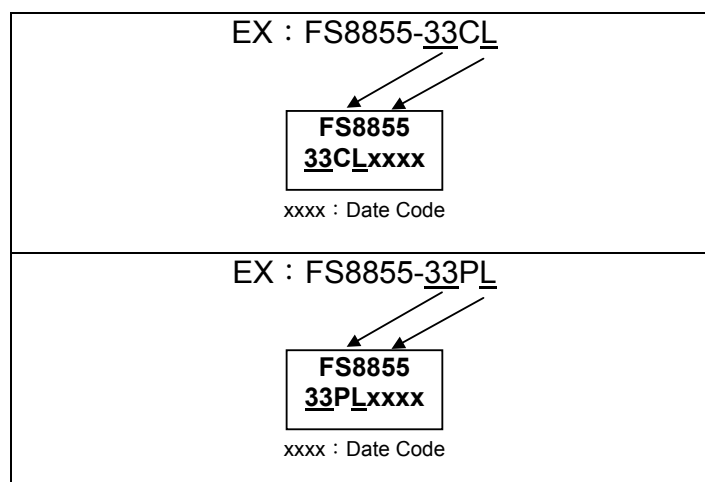 EX：FS8855-33CL
FS8855
33CLxxxx
xxxx：Date Code
EX：FS8855-33PL
FS8855
33PLxxxx
xxxx：Date Code